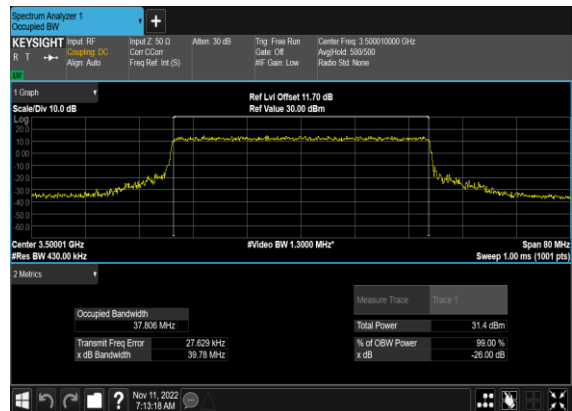 Spectrum Analyzer 1
Occupied BW
+
KEYSIGHT Input: RF Input Z: 50 Ω Atten: 30 dB Trig: Free Run Center Freq: 3.500010000 GHz
R T Coupling: DC Corr CCorr Gate: Off Avg|Hold: 500/500
Align: Auto Freq Ref: Int (S) #IF Gain: Low Radio Std: None
LW
1 Graph
Ref Lvl Offset 11.70 dB
Scale/Div 10.0 dB Ref Value 30.00 dBm
Log
20.0
10.0
0.00
-10.0
-20.0
-30.0
-40.0
-50.0
-60.0
Center 3.50001 GHz #Video BW 1.3000 MHz* Span 80 MHz
#Res BW 430.00 kHz Sweep 1.00 ms (1001 pts)
2 Metrics
Measure Trace Trace 1
Occupied Bandwidth
37.806 MHz Total Power 31.4 dBm
Transmit Freq Error 27.629 kHz % of OBW Power 99.00 %
x dB Bandwidth 39.78 MHz x dB -26.00 dB
? Nov 11, 2022
7:13:18 AM